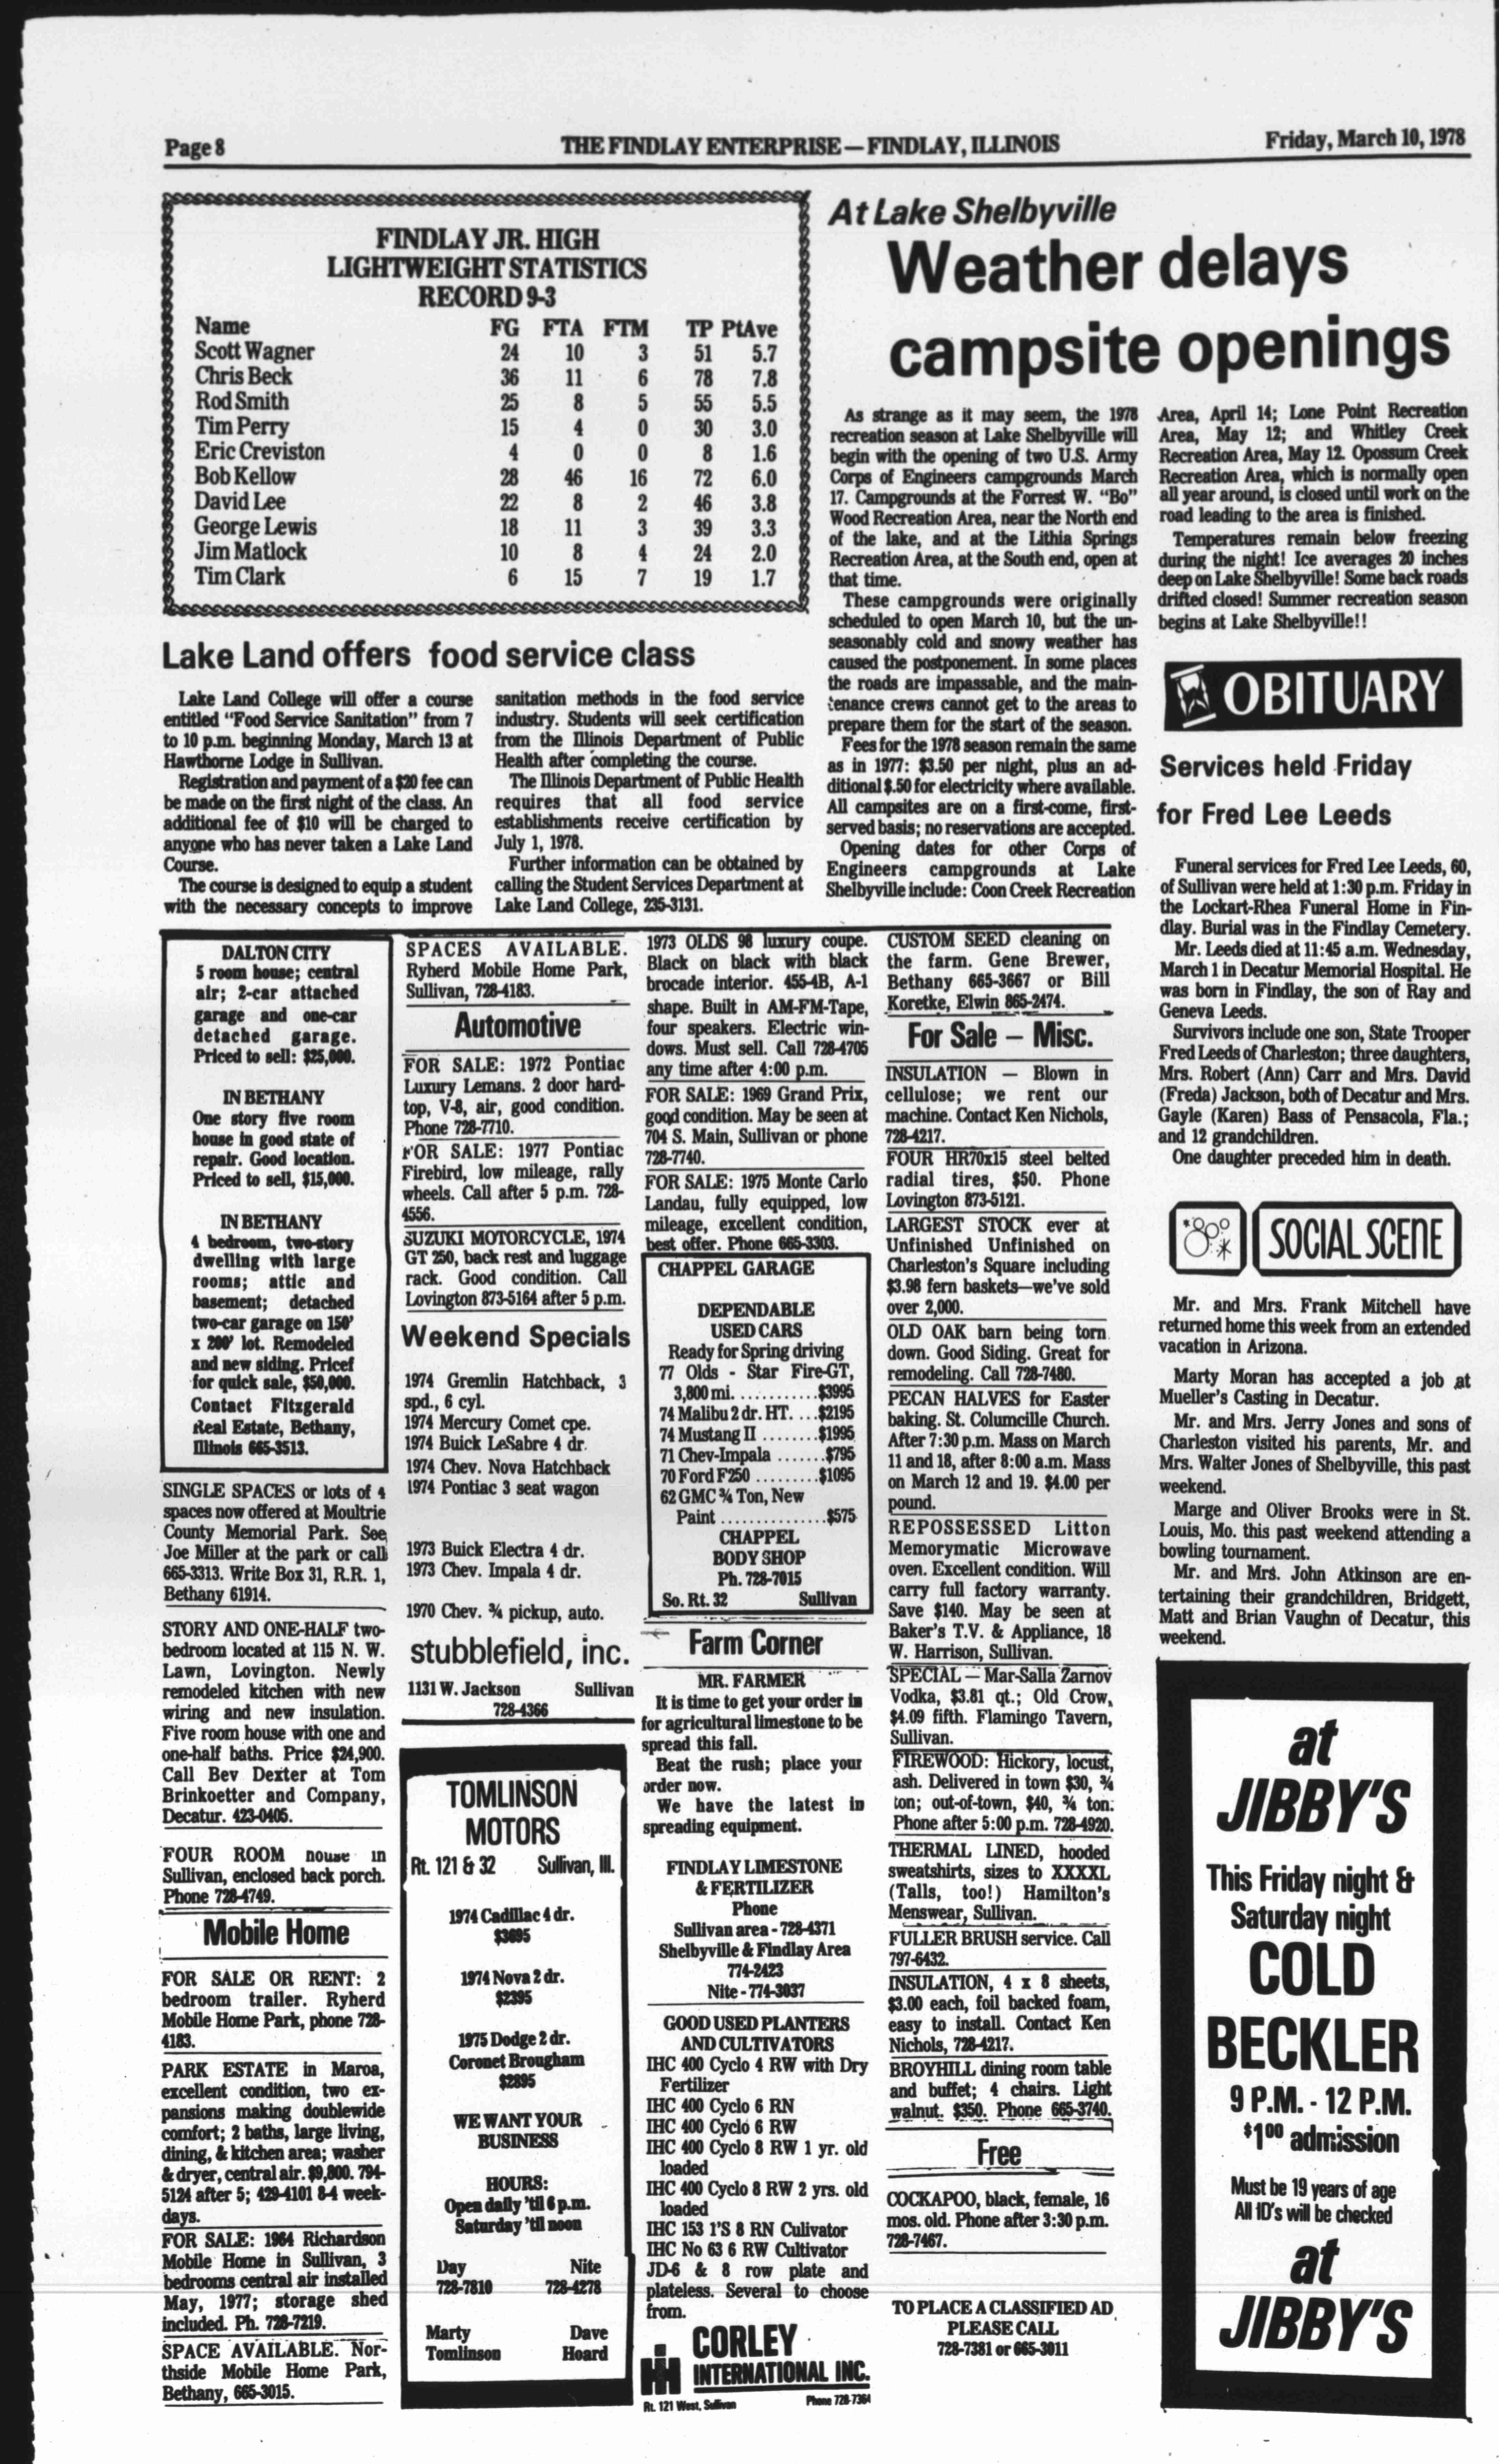 Page 8
THE FINDLAY ENTERPRISE — FINDLAY, ILLINOIS
Friday, March 10, 1978
FINDLAY JR. HIGH
LIGHTWEIGHT STATISTICS
RECORD 9-3
Name FG FTA FTM TP PtAve
Scott Wagner 24 10 3 51 5.7
Chris Beck 36 11 6 78 7.8
Rod Smith 25 8 5 55 5.5
Tim Perry 15 4 0 30 3.0
Eric Creviston 4 0 0 8 1.6
Bob Kellow 28 46 16 72 6.0
David Lee 22 8 2 46 3.8
George Lewis 18 11 3 39 3.3
Jim Matlock 10 8 4 24 2.0
Tim Clark 6 15 7 19 1.7
Lake Land offers food service class
Lake Land College will offer a course
entitled "Food Service Sanitation" from 7
to 10 p.m. beginning Monday, March 13 at
Hawthorne Lodge in Sullivan.
Registration and payment of a $20 fee can
be made on the first night of the class. An
additional fee of $10 will be charged to
anyone who has never taken a Lake Land
Course.
The course is designed to equip a student
with the necessary concepts to improve
sanitation methods in the food service
industry. Students will seek certification
from the Illinois Department of Public
Health after completing the course.
The Illinois Department of Public Health
requires that all food service
establishments receive certification by
July 1, 1978.
Further information can be obtained by
calling the Student Services Department at
Lake Land College, 235-3131.
At Lake Shelbyville
Weather delays
campsite openings
As strange as it may seem, the 1978
recreation season at Lake Shelbyville will
begin with the opening of two U.S. Army
Corps of Engineers campgrounds March
17. Campgrounds at the Forrest W. "Bo"
Wood Recreation Area, near the North end
of the lake, and at the Lithia Springs
Recreation Area, at the South end, open at
that time.
These campgrounds were originally
scheduled to open March 10, but the un-
seasonably cold and snowy weather has
caused the postponement. In some places
the roads are impassable, and the main-
tenance crews cannot get to the areas to
prepare them for the start of the season.
Fees for the 1978 season remain the same
as in 1977: $3.50 per night, plus an ad-
ditional $.50 for electricity where available.
All campsites are on a first-come, first-
served basis; no reservations are accepted.
Opening dates for other Corps of
Engineers campgrounds at Lake
Shelbyville include: Coon Creek Recreation
Area, April 14; Lone Point Recreation
Area, May 12; and Whitley Creek
Recreation Area, May 12. Opossum Creek
Recreation Area, which is normally open
all year around, is closed until work on the
road leading to the area is finished.
Temperatures remain below freezing
during the night! Ice averages 20 inches
deep on Lake Shelbyville! Some back roads
drifted closed! Summer recreation season
begins at Lake Shelbyville!!
OBITUARY
Services held Friday
for Fred Lee Leeds
Funeral services for Fred Lee Leeds, 60,
of Sullivan were held at 1:30 p.m. Friday in
the Lockart-Rhea Funeral Home in Fin-
dlay. Burial was in the Findlay Cemetery.
Mr. Leeds died at 11:45 a.m. Wednesday,
March 1 in Decatur Memorial Hospital. He
was born in Findlay, the son of Ray and
Geneva Leeds.
Survivors include one son, State Trooper
Fred Leeds of Charleston; three daughters,
Mrs. Robert (Ann) Carr and Mrs. David
(Freda) Jackson, both of Decatur and Mrs.
Gayle (Karen) Bass of Pensacola, Fla.;
and 12 grandchildren.
One daughter preceded him in death.
SOCIAL SCENE
Mr. and Mrs. Frank Mitchell have
returned home this week from an extended
vacation in Arizona.
Marty Moran has accepted a job at
Mueller's Casting in Decatur.
Mr. and Mrs. Jerry Jones and sons of
Charleston visited his parents, Mr. and
Mrs. Walter Jones of Shelbyville, this past
weekend.
Marge and Oliver Brooks were in St.
Louis, Mo. this past weekend attending a
bowling tournament.
Mr. and Mrs. John Atkinson are en-
tertaining their grandchildren, Bridgett,
Matt and Brian Vaughn of Decatur, this
weekend.
at
JIBBY'S
This Friday night &
Saturday night
COLD
BECKLER
9 P.M. - 12 P.M.
$1⁰⁰ admission
Must be 19 years of age
All ID's will be checked
at
JIBBY'S
DALTON CITY
5 room house; central
air; 2-car attached
garage and one-car
detached garage.
Priced to sell: $25,000.
IN BETHANY
One story five room
house in good state of
repair. Good location.
Priced to sell, $15,000.
IN BETHANY
4 bedroom, two-story
dwelling with large
rooms; attic and
basement; detached
two-car garage on 150'
x 200' lot. Remodeled
and new siding. Pricef
for quick sale, $50,000.
Contact Fitzgerald
Real Estate, Bethany,
Illinois 665-3513.
SINGLE SPACES or lots of 4
spaces now offered at Moultrie
County Memorial Park. See
Joe Miller at the park or call
665-3313. Write Box 31, R.R. 1,
Bethany 61914.
STORY AND ONE-HALF two-
bedroom located at 115 N. W.
Lawn, Lovington. Newly
remodeled kitchen with new
wiring and new insulation.
Five room house with one and
one-half baths. Price $24,900.
Call Bev Dexter at Tom
Brinkoetter and Company,
Decatur. 423-0405.
FOUR ROOM house in
Sullivan, enclosed back porch.
Phone 728-4749.
Mobile Home
FOR SALE OR RENT: 2
bedroom trailer. Ryherd
Mobile Home Park, phone 728-
4183.
PARK ESTATE in Maroa,
excellent condition, two ex-
pansions making doublewide
comfort; 2 baths, large living,
dining, & kitchen area; washer
& dryer, central air. $9,800. 794-
5124 after 5; 429-4101 8-4 week-
days.
FOR SALE: 1964 Richardson
Mobile Home in Sullivan, 3
bedrooms central air installed
May, 1977; storage shed
included. Ph. 728-7219.
SPACE AVAILABLE. Nor-
thside Mobile Home Park,
Bethany, 665-3015.
SPACES AVAILABLE.
Ryherd Mobile Home Park,
Sullivan, 728-4183.
Automotive
FOR SALE: 1972 Pontiac
Luxury Lemans. 2 door hard-
top, V-8, air, good condition.
Phone 728-7710.
FOR SALE: 1977 Pontiac
Firebird, low mileage, rally
wheels. Call after 5 p.m. 728-
4556.
SUZUKI MOTORCYCLE, 1974
GT 250, back rest and luggage
rack. Good condition. Call
Lovington 873-5164 after 5 p.m.
Weekend Specials
1974 Gremlin Hatchback, 3
spd., 6 cyl.
1974 Mercury Comet cpe.
1974 Buick LeSabre 4 dr.
1974 Chev. Nova Hatchback
1974 Pontiac 3 seat wagon
1973 Buick Electra 4 dr.
1973 Chev. Impala 4 dr.
1970 Chev. ¾ pickup, auto.
stubblefield, inc.
1131 W. Jackson Sullivan
728-4366
TOMLINSON
MOTORS
Rt. 121 & 32 Sullivan, Ill.
1974 Cadillac 4 dr.
$3695
1974 Nova 2 dr.
$2395
1975 Dodge 2 dr.
Coronet Brougham
$2895
WE WANT YOUR
BUSINESS
HOURS:
Open daily 'til 6 p.m.
Saturday 'til noon
Day Nite
728-7810 728-4278
Marty Dave
Tomlinson Hoard
1973 OLDS 98 luxury coupe.
Black on black with black
brocade interior. 455-4B, A-1
shape. Built in AM-FM-Tape,
four speakers. Electric win-
dows. Must sell. Call 728-4705
any time after 4:00 p.m.
FOR SALE: 1969 Grand Prix,
good condition. May be seen at
704 S. Main, Sullivan or phone
728-7740.
FOR SALE: 1975 Monte Carlo
Landau, fully equipped, low
mileage, excellent condition,
best offer. Phone 665-3303.
CHAPPEL GARAGE
DEPENDABLE
USED CARS
Ready for Spring driving
77 Olds - Star Fire-GT,
3,800 mi. ........... $3995
74 Malibu 2 dr. HT. ... $2195
74 Mustang II ........ $1995
71 Chev-Impala ....... $795
70 Ford F250 ......... $1095
62 GMC ¾ Ton, New
Paint ............... $575
CHAPPEL
BODY SHOP
Ph. 728-7015
So. Rt. 32 Sullivan
Farm Corner
MR. FARMER
It is time to get your order in
for agricultural limestone to be
spread this fall.
Beat the rush; place your
order now.
We have the latest in
spreading equipment.
FINDLAY LIMESTONE
& FERTILIZER
Phone
Sullivan area - 728-4371
Shelbyville & Findlay Area
774-2423
Nite - 774-3037
GOOD USED PLANTERS
AND CULTIVATORS
IHC 400 Cyclo 4 RW with Dry
Fertilizer
IHC 400 Cyclo 6 RN
IHC 400 Cyclo 6 RW
IHC 400 Cyclo 8 RW 1 yr. old
loaded
IHC 400 Cyclo 8 RW 2 yrs. old
loaded
IHC 153 1'S 8 RN Culivator
IHC No 63 6 RW Cultivator
JD-6 & 8 row plate and
plateless. Several to choose
from.
CORLEY
INTERNATIONAL INC.
Rt. 121 West, Sullivan Phone 728-7364
CUSTOM SEED cleaning on
the farm. Gene Brewer,
Bethany 665-3667 or Bill
Koretke, Elwin 865-2474.
For Sale — Misc.
INSULATION — Blown in
cellulose; we rent our
machine. Contact Ken Nichols,
728-4217.
FOUR HR70x15 steel belted
radial tires, $50. Phone
Lovington 873-5121.
LARGEST STOCK ever at
Unfinished Unfinished on
Charleston's Square including
$3.98 fern baskets—we've sold
over 2,000.
OLD OAK barn being torn
down. Good Siding. Great for
remodeling. Call 728-7480.
PECAN HALVES for Easter
baking. St. Columcille Church.
After 7:30 p.m. Mass on March
11 and 18, after 8:00 a.m. Mass
on March 12 and 19. $4.00 per
pound.
REPOSSESSED Litton
Memorymatic Microwave
oven. Excellent condition. Will
carry full factory warranty.
Save $140. May be seen at
Baker's T.V. & Appliance, 18
W. Harrison, Sullivan.
SPECIAL — Mar-Salla Zarnov
Vodka, $3.81 qt.; Old Crow,
$4.09 fifth. Flamingo Tavern,
Sullivan.
FIREWOOD: Hickory, locust,
ash. Delivered in town $30, ¾
ton; out-of-town, $40, ¾ ton.
Phone after 5:00 p.m. 728-4920.
THERMAL LINED, hooded
sweatshirts, sizes to XXXXL
(Talls, too!) Hamilton's
Menswear, Sullivan.
FULLER BRUSH service. Call
797-6432.
INSULATION, 4 x 8 sheets,
$3.00 each, foil backed foam,
easy to install. Contact Ken
Nichols, 728-4217.
BROYHILL dining room table
and buffet; 4 chairs. Light
walnut. $350. Phone 665-3740.
Free
COCKAPOO, black, female, 16
mos. old. Phone after 3:30 p.m.
728-7467.
TO PLACE A CLASSIFIED AD
PLEASE CALL
728-7381 or 665-3011